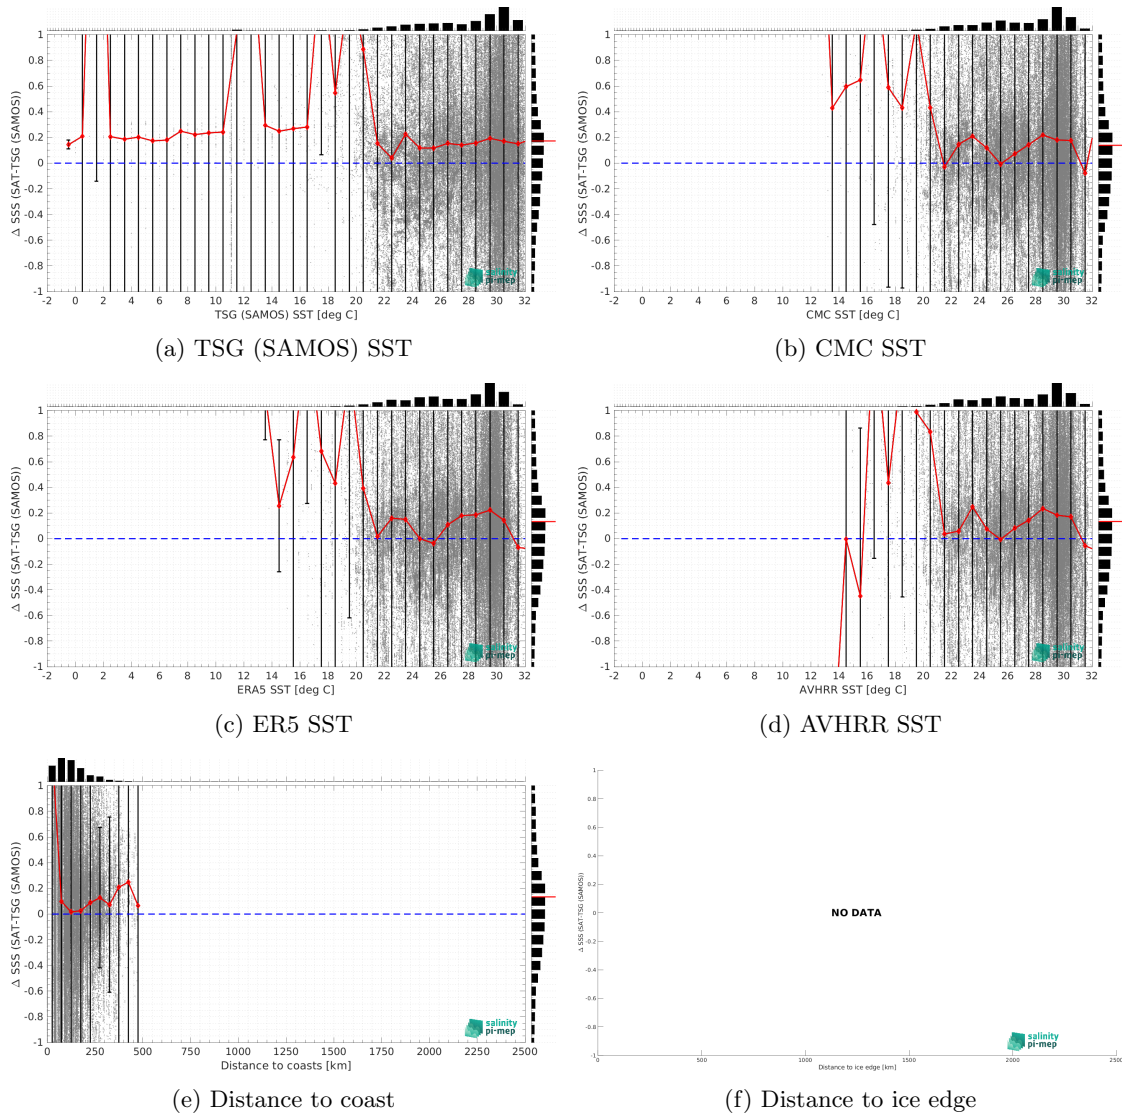 1
0.8
0.6
0.4
0.2
0
-0.2
-0.4
-0.6
-0.8
-1
Δ SSS (SAT-TSG (SAMOS))
-2 0 2 4 6 8 10 12 14 16 18 20 22 24 26 28 30 32
TSG (SAMOS) SST [deg C]
salinity
pi-mep
(a) TSG (SAMOS) SST
1
0.8
0.6
0.4
0.2
0
-0.2
-0.4
-0.6
-0.8
-1
Δ SSS (SAT-TSG (SAMOS))
-2 0 2 4 6 8 10 12 14 16 18 20 22 24 26 28 30 32
CMC SST [deg C]
salinity
pi-mep
(b) CMC SST
1
0.8
0.6
0.4
0.2
0
-0.2
-0.4
-0.6
-0.8
-1
Δ SSS (SAT-TSG (SAMOS))
-2 0 2 4 6 8 10 12 14 16 18 20 22 24 26 28 30 32
ERA5 SST [deg C]
salinity
pi-mep
(c) ER5 SST
1
0.8
0.6
0.4
0.2
0
-0.2
-0.4
-0.6
-0.8
-1
Δ SSS (SAT-TSG (SAMOS))
-2 0 2 4 6 8 10 12 14 16 18 20 22 24 26 28 30 32
AVHRR SST [deg C]
salinity
pi-mep
(d) AVHRR SST
1
0.8
0.6
0.4
0.2
0
-0.2
-0.4
-0.6
-0.8
-1
Δ SSS (SAT-TSG (SAMOS))
0 250 500 750 1000 1250 1500 1750 2000 2250 2500
Distance to coasts [km]
salinity
pi-mep
(e) Distance to coast
1
0.8
0.6
0.4
0.2
0
-0.2
-0.4
-0.6
-0.8
-1
Δ SSS (SAT-TSG (SAMOS))
NO DATA
0 500 1000 1500 2000 2500
Distance to ice edge [km]
salinity
pi-mep
(f) Distance to ice edge